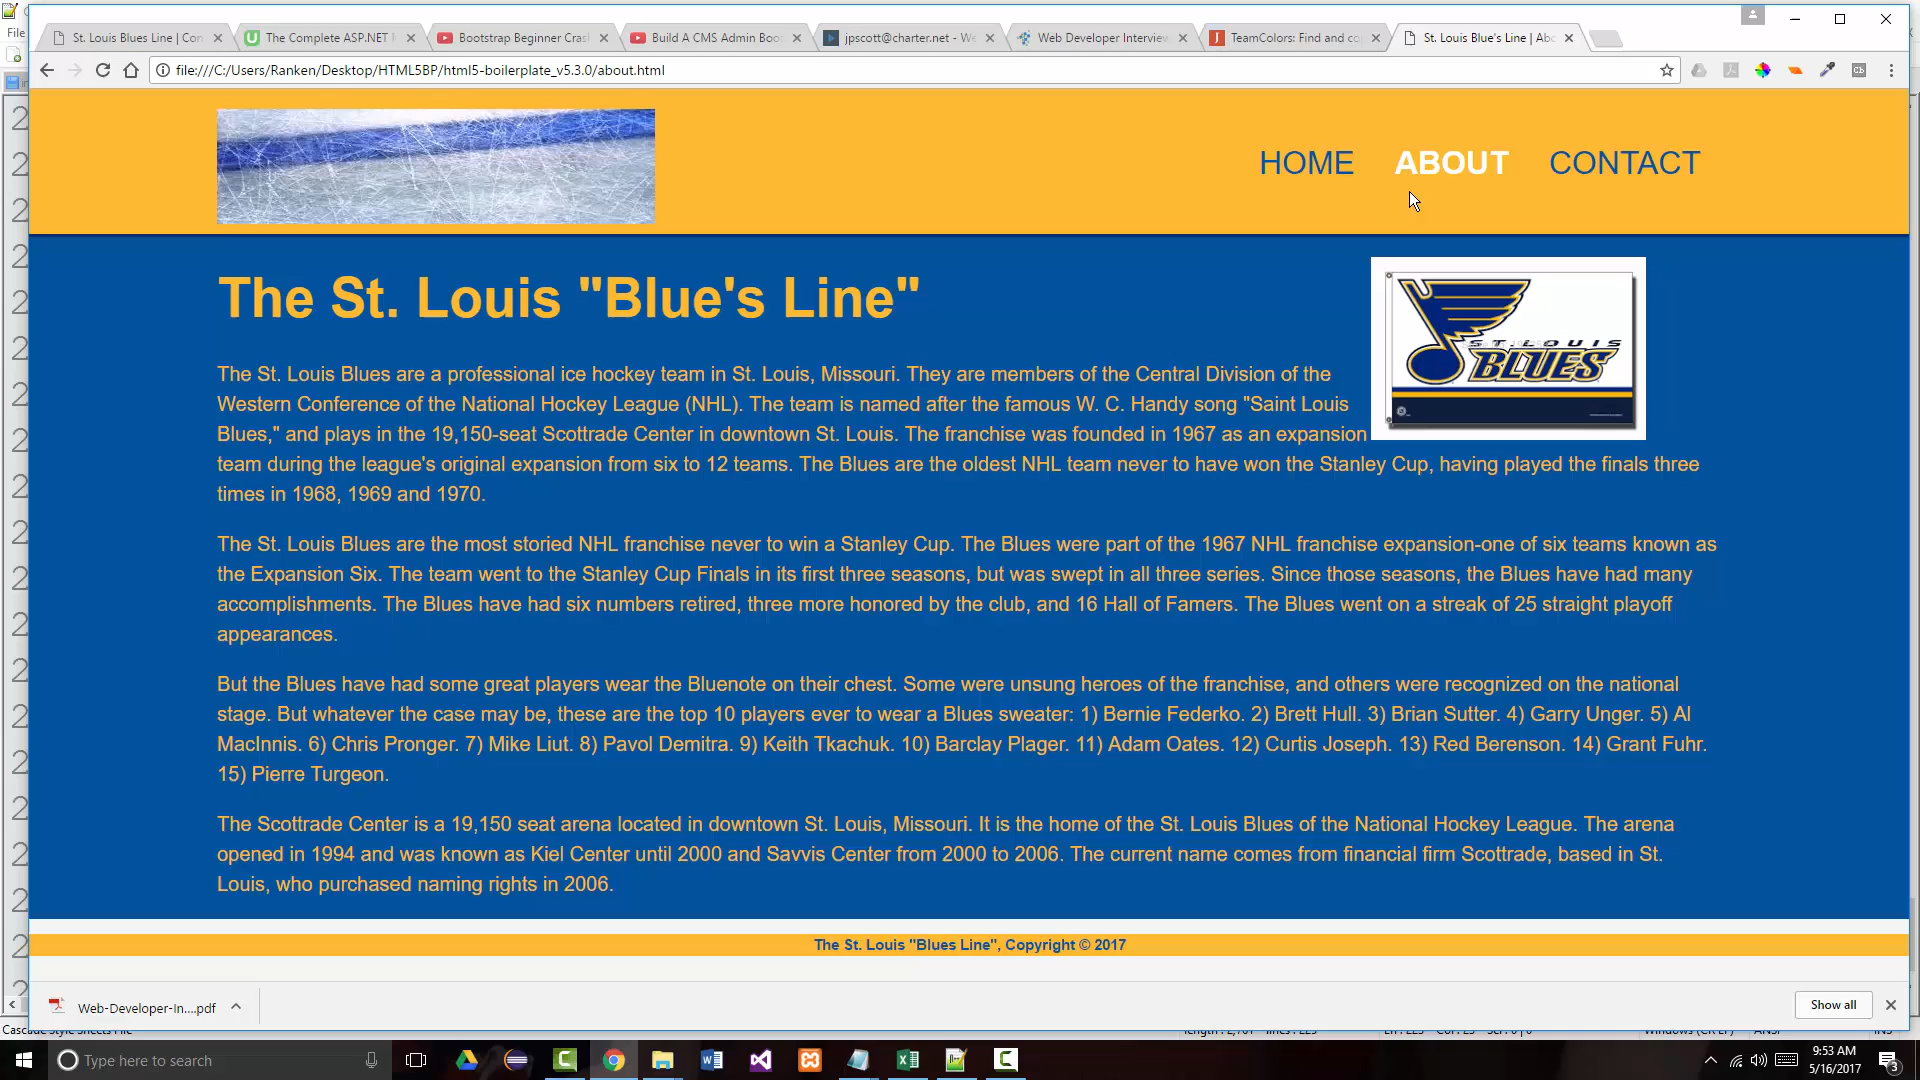 St. Louis Blues Line | Con
The Complete ASP.NET
Bootstrap Beginner Cras
Build A CMS Admin Boot
jpscott@charter.net - We
Web Developer Interview
TeamColors: Find and co
St. Louis Blue's Line | Abo
File
file:///C:/Users/Ranken/Desktop/HTML5BP/html5-boilerplate_v5.3.0/about.html
HOME ABOUT CONTACT
The St. Louis "Blue's Line"
ST. LOUIS
BLUES
The St. Louis Blues are a professional ice hockey team in St. Louis, Missouri. They are members of the Central Division of the
Western Conference of the National Hockey League (NHL). The team is named after the famous W. C. Handy song "Saint Louis
Blues," and plays in the 19,150-seat Scottrade Center in downtown St. Louis. The franchise was founded in 1967 as an expansion
team during the league's original expansion from six to 12 teams. The Blues are the oldest NHL team never to have won the Stanley Cup, having played the finals three
times in 1968, 1969 and 1970.
The St. Louis Blues are the most storied NHL franchise never to win a Stanley Cup. The Blues were part of the 1967 NHL franchise expansion-one of six teams known as
the Expansion Six. The team went to the Stanley Cup Finals in its first three seasons, but was swept in all three series. Since those seasons, the Blues have had many
accomplishments. The Blues have had six numbers retired, three more honored by the club, and 16 Hall of Famers. The Blues went on a streak of 25 straight playoff
appearances.
But the Blues have had some great players wear the Bluenote on their chest. Some were unsung heroes of the franchise, and others were recognized on the national
stage. But whatever the case may be, these are the top 10 players ever to wear a Blues sweater: 1) Bernie Federko. 2) Brett Hull. 3) Brian Sutter. 4) Garry Unger. 5) Al
MacInnis. 6) Chris Pronger. 7) Mike Liut. 8) Pavol Demitra. 9) Keith Tkachuk. 10) Barclay Plager. 11) Adam Oates. 12) Curtis Joseph. 13) Red Berenson. 14) Grant Fuhr.
15) Pierre Turgeon.
The Scottrade Center is a 19,150 seat arena located in downtown St. Louis, Missouri. It is the home of the St. Louis Blues of the National Hockey League. The arena
opened in 1994 and was known as Kiel Center until 2000 and Savvis Center from 2000 to 2006. The current name comes from financial firm Scottrade, based in St.
Louis, who purchased naming rights in 2006.
The St. Louis "Blues Line", Copyright © 2017
Web-Developer-In....pdf
Show all
Type here to search
9:53 AM
5/16/2017
3